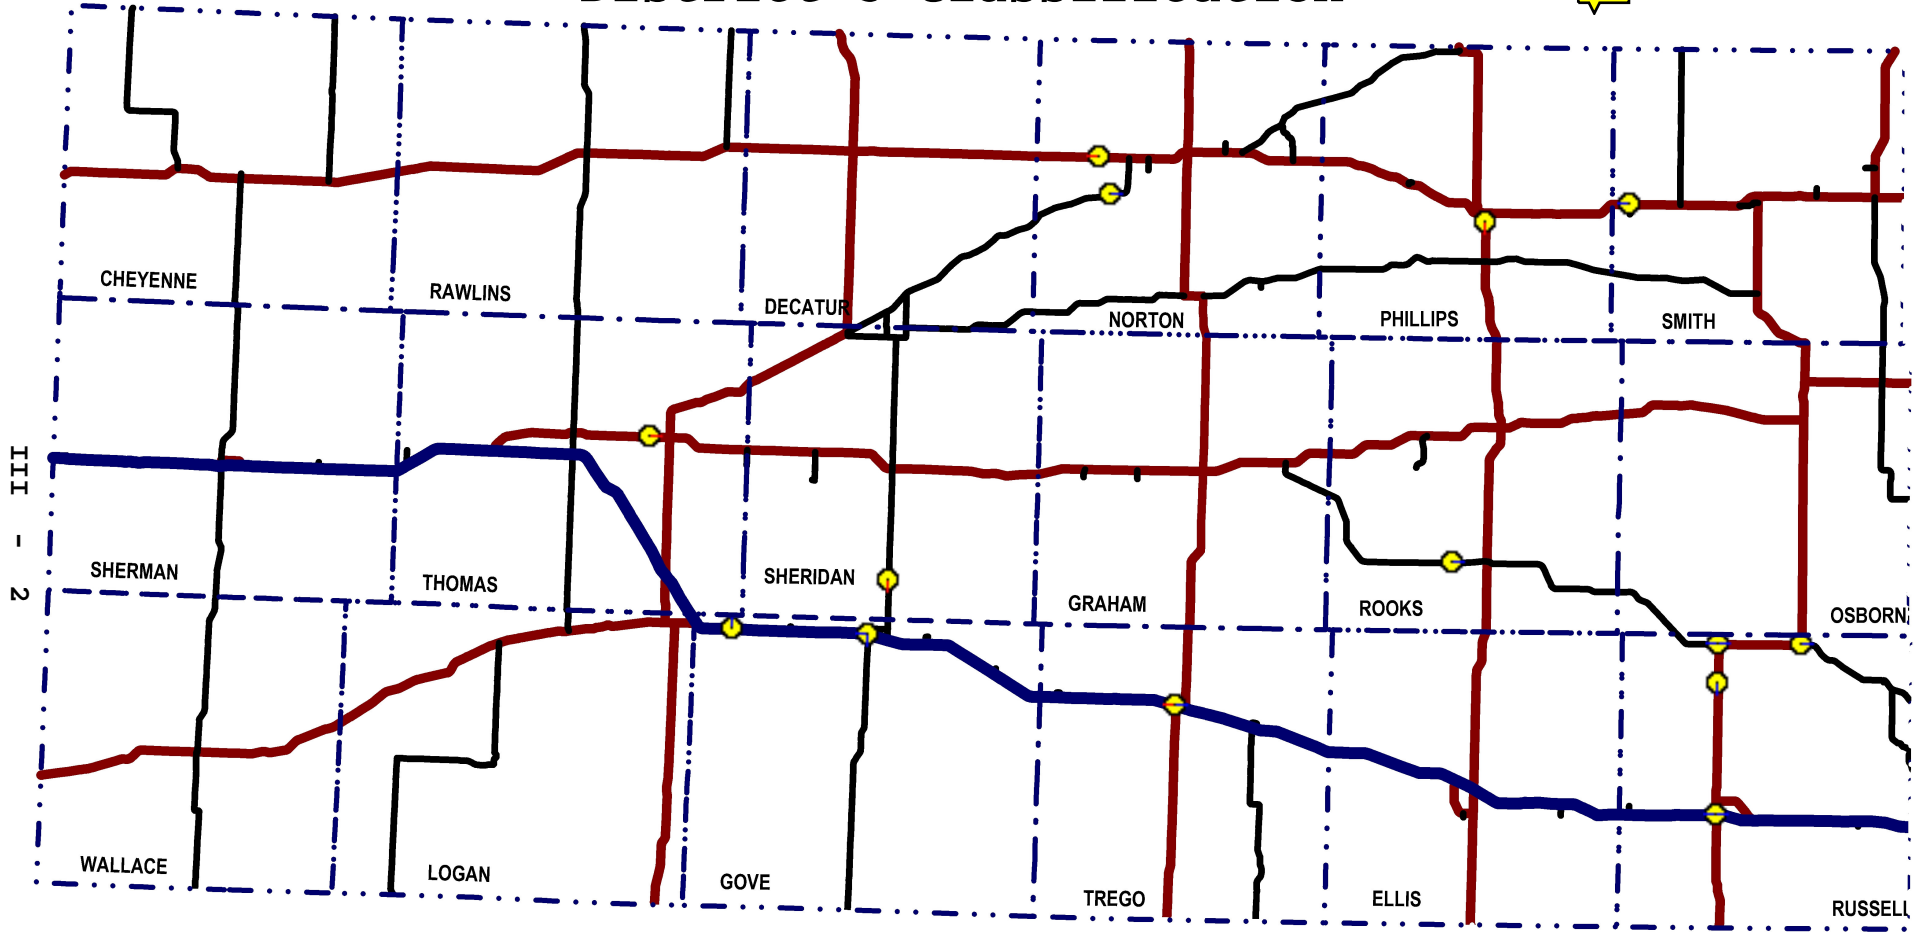 CHEYENNE
RAWLINS
DECATUR
NORTON
PHILLIPS
SMITH
SHERMAN
THOMAS
SHERIDAN
GRAHAM
ROOKS
OSBORN
WALLACE
LOGAN
GOVE
TREGO
ELLIS
RUSSELL
III - 2